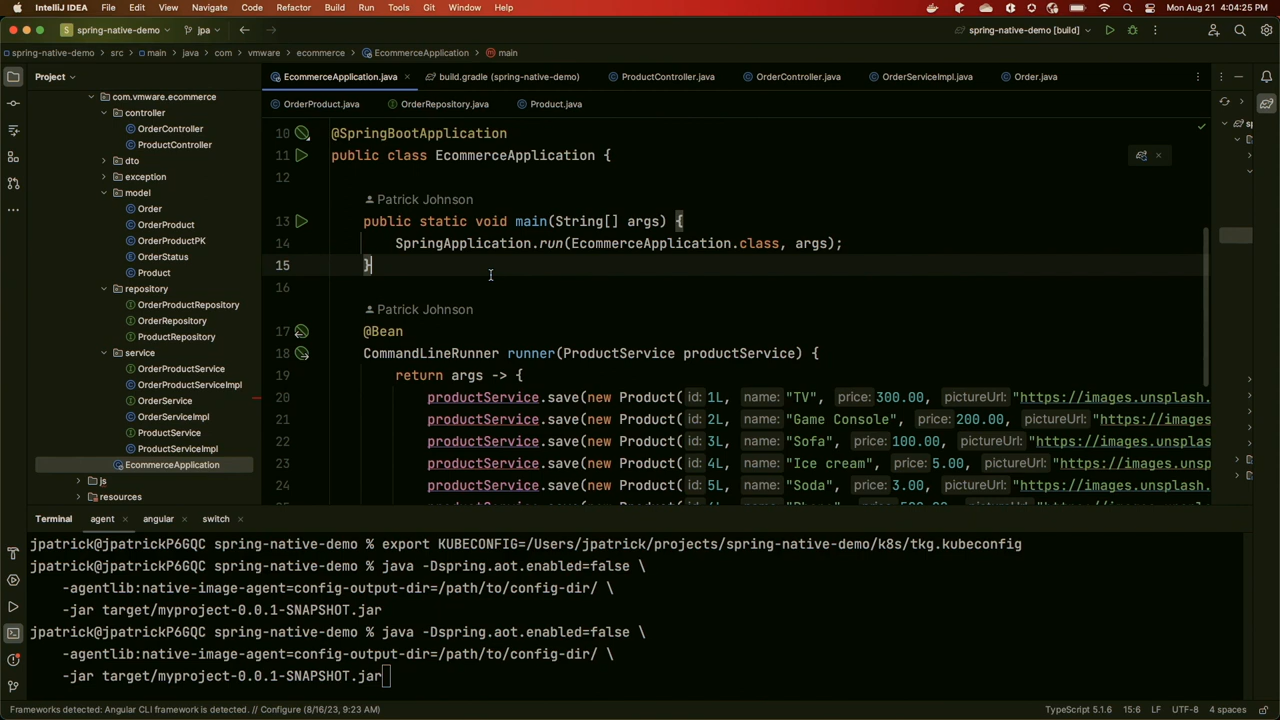 IntelliJ IDEA File Edit View Navigate Code Refactor Build Run Tools Git Window Help Mon Aug 21 4:04:25 PM
S spring-native-demo jpa spring-native-demo [build]
spring-native-demo src main java com vmware ecommerce EcommerceApplication main
Project EcommerceApplication.java build.gradle (spring-native-demo) ProductController.java OrderController.java OrderServiceImpl.java Order.java
OrderProduct.java OrderRepository.java Product.java
com.vmware.ecommerce
controller
OrderController
ProductController
dto
exception
model
Order
OrderProduct
OrderProductPK
OrderStatus
Product
repository
OrderProductRepository
OrderRepository
ProductRepository
service
OrderProductService
OrderProductServiceImpl
OrderService
OrderServiceImpl
ProductService
ProductServiceImpl
EcommerceApplication
js
resources
10 @SpringBootApplication
11 public class EcommerceApplication {
12
Patrick Johnson
13 public static void main(String[] args) {
14 SpringApplication.run(EcommerceApplication.class, args);
15 }
16
Patrick Johnson
17 @Bean
18 CommandLineRunner runner(ProductService productService) {
19 return args -> {
20 productService.save(new Product( id: 1L, name: "TV", price: 300.00, pictureUrl: "https://images.unsplash.
21 productService.save(new Product( id: 2L, name: "Game Console", price: 200.00, pictureUrl: "https://images.uns
22 productService.save(new Product( id: 3L, name: "Sofa", price: 100.00, pictureUrl: "https://images.unsplas
23 productService.save(new Product( id: 4L, name: "Ice cream", price: 5.00, pictureUrl: "https://images.unsp
24 productService.save(new Product( id: 5L, name: "Soda", price: 3.00, pictureUrl: "https://images.unsplash.
Terminal agent angular switch
jpatrick@jpatrickP6GQC spring-native-demo % export KUBECONFIG=/Users/jpatrick/projects/spring-native-demo/k8s/tkg.kubeconfig
jpatrick@jpatrickP6GQC spring-native-demo % java -Dspring.aot.enabled=false \
-agentlib:native-image-agent=config-output-dir=/path/to/config-dir/ \
-jar target/myproject-0.0.1-SNAPSHOT.jar
jpatrick@jpatrickP6GQC spring-native-demo % java -Dspring.aot.enabled=false \
-agentlib:native-image-agent=config-output-dir=/path/to/config-dir/ \
-jar target/myproject-0.0.1-SNAPSHOT.jar
Frameworks detected: Angular CLI framework is detected. // Configure (8/16/23, 9:23 AM) TypeScript 5.1.6 15:6 LF UTF-8 4 spaces